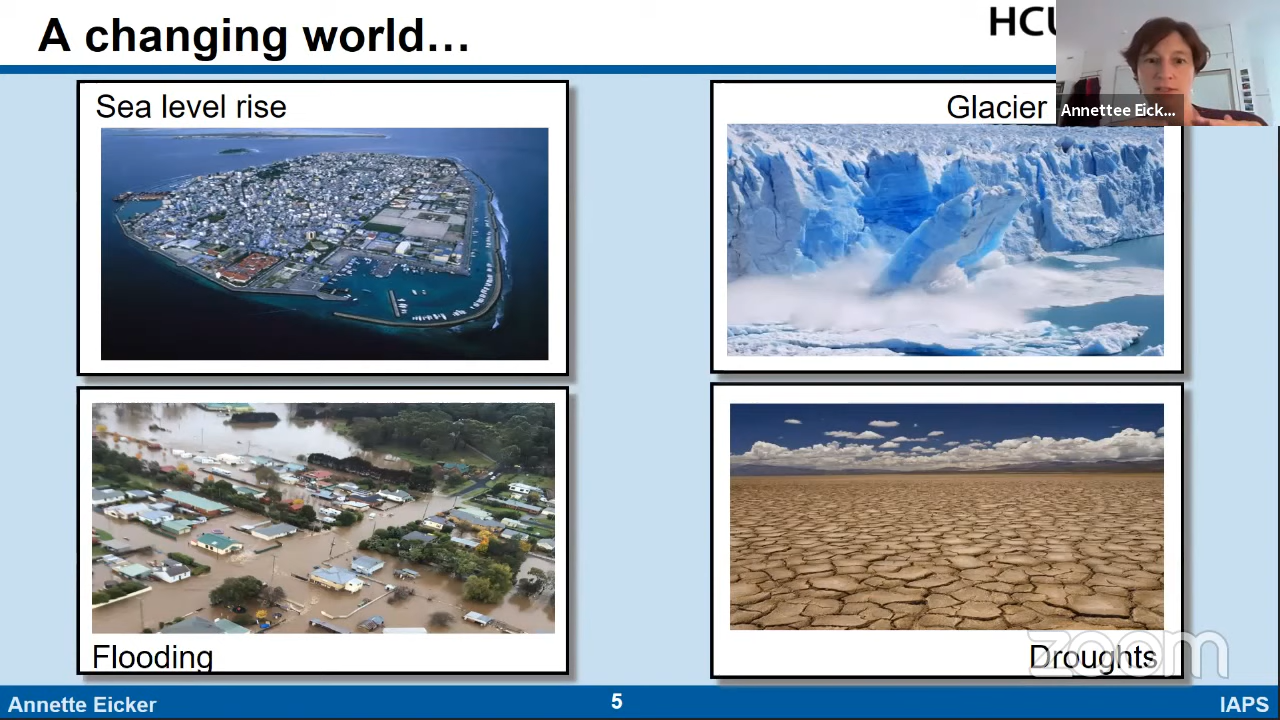 A changing world…
HCU
Annettee Eick...
Sea level rise
Glacier
Flooding
Droughts
zoom
Annette Eicker
5
IAPS